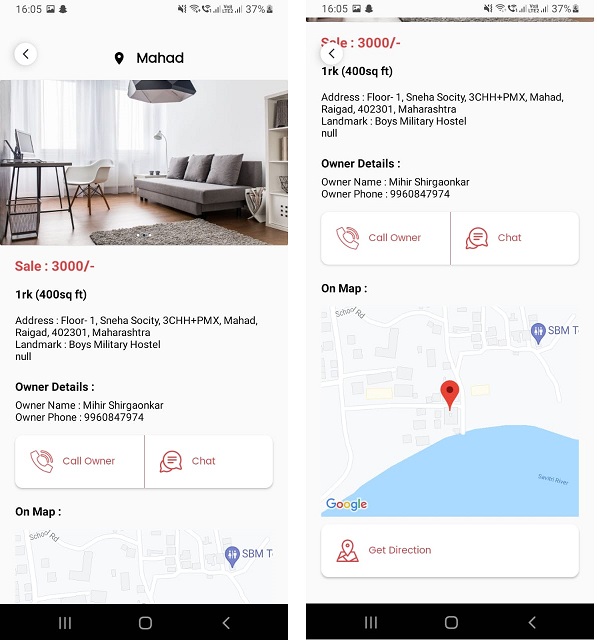 16:05 37%
Mahad
Sale : 3000/-
1rk (400sq ft)
Address : Floor- 1, Sneha Socity, 3CHH+PMX, Mahad,
Raigad, 402301, Maharashtra
Landmark : Boys Military Hostel
null
Owner Details :
Owner Name : Mihir Shirgaonkar
Owner Phone : 9960847974
Call Owner
Chat
On Map :
School Rd
SBM T
16:05 37%
Sale : 3000/-
1rk (400sq ft)
Address : Floor- 1, Sneha Socity, 3CHH+PMX, Mahad,
Raigad, 402301, Maharashtra
Landmark : Boys Military Hostel
null
Owner Details :
Owner Name : Mihir Shirgaonkar
Owner Phone : 9960847974
Call Owner
Chat
On Map :
School Rd
SBM T
Savitri River
Google
Get Direction